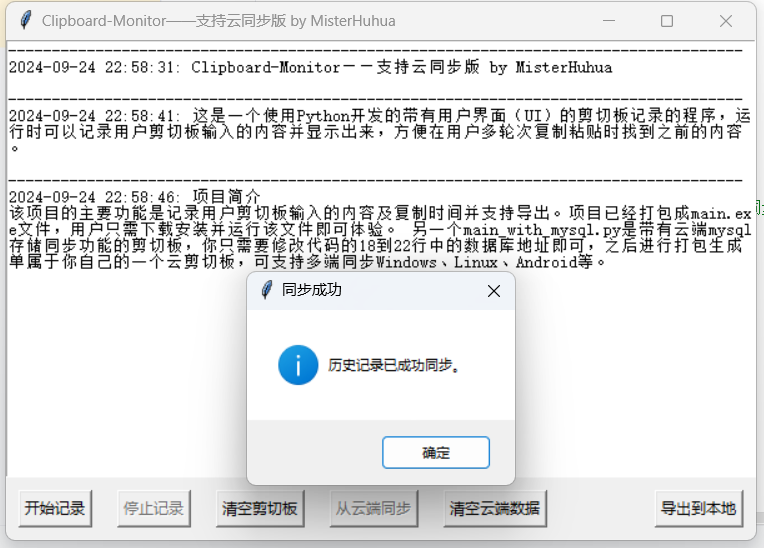 Clipboard-Monitor——支持云同步版 by MisterHuhua
2024-09-24 22:58:31: Clipboard-Monitor——支持云同步版 by MisterHuhua
2024-09-24 22:58:41: 这是一个使用Python开发的带有用户界面（UI）的剪切板记录的程序，运
行时可以记录用户剪切板输入的内容并显示出来，方便在用户多轮次复制粘贴时找到之前的内容
。
2024-09-24 22:58:46: 项目简介
该项目的主要功能是记录用户剪切板输入的内容及复制时间并支持导出。项目已经打包成main.ex
e文件，用户只需下载安装并运行该文件即可体验。 另一个main_with_mysql.py是带有云端mysql
存储同步功能的剪切板，你只需要修改代码的18到22行中的数据库地址即可，之后进行打包生成
单属于你自己的一个云剪切板，可支持多端同步Windows、Linux、Android等。
同步成功
历史记录已成功同步。
确定
开始记录 停止记录 清空剪切板 从云端同步 清空云端数据 导出到本地